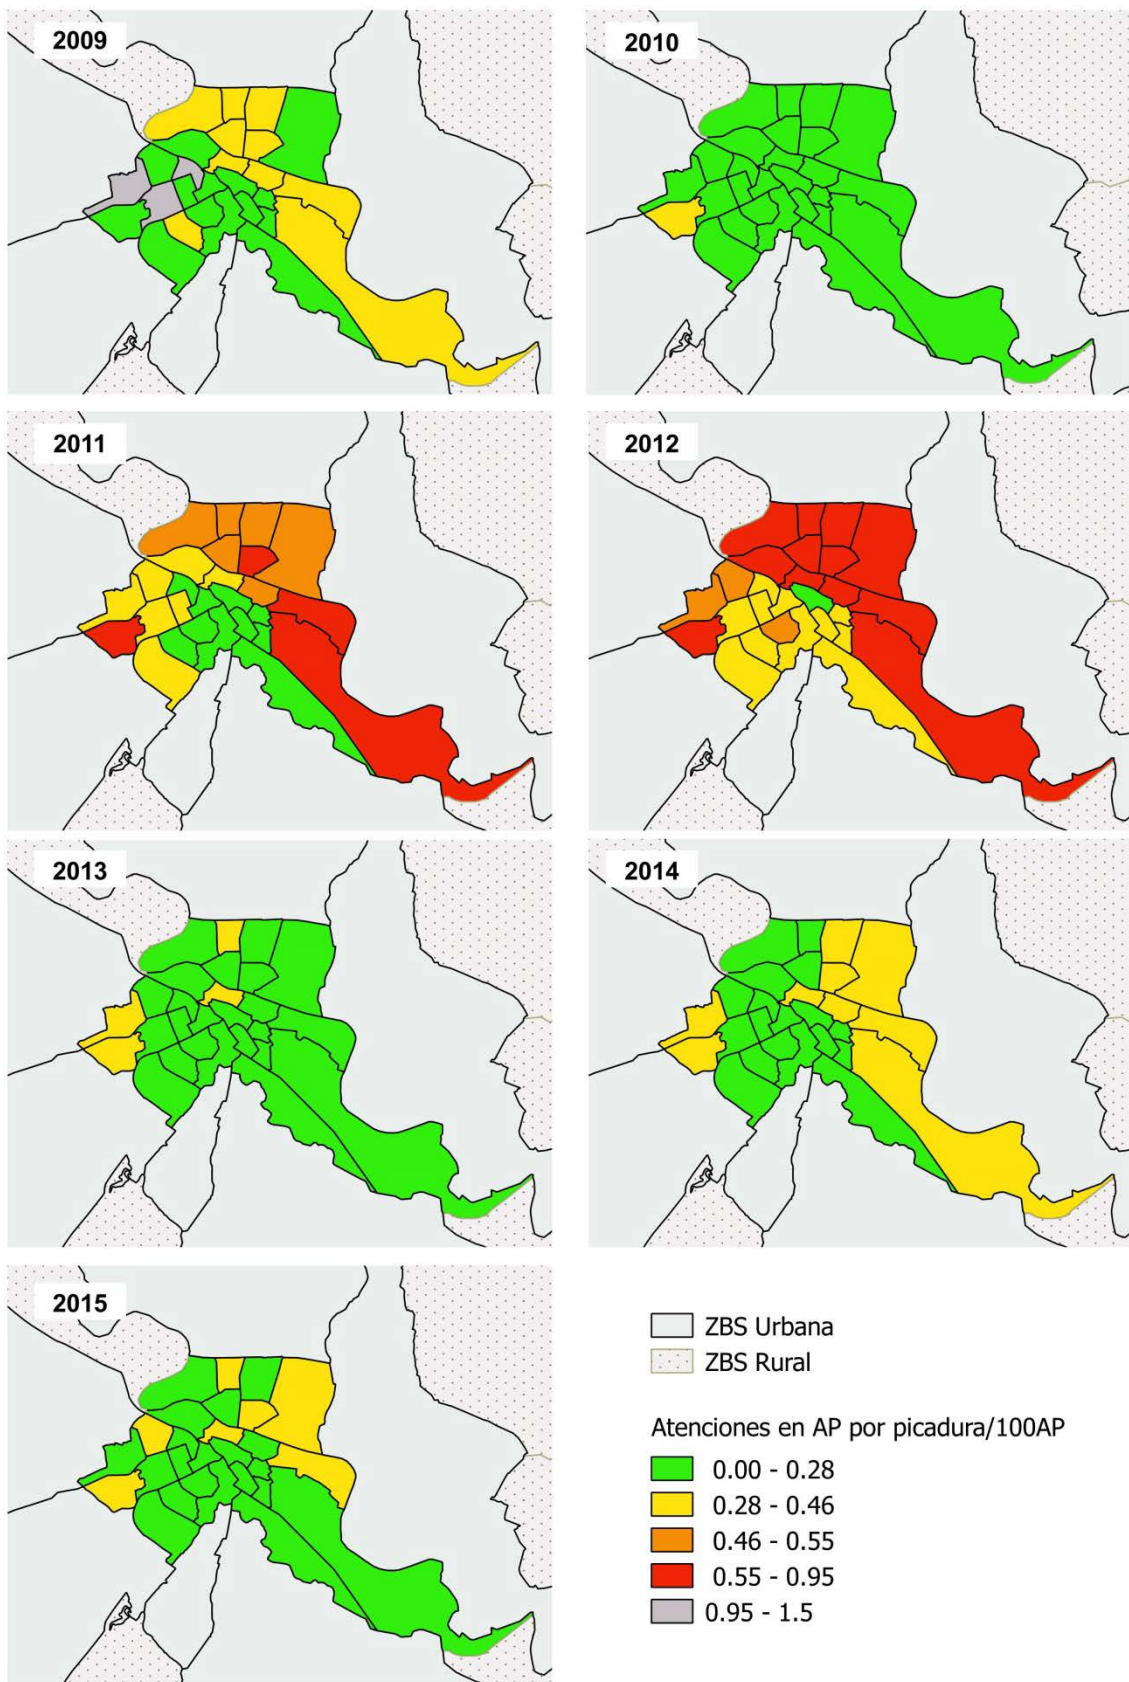 2009
2010
2011
2012
2013
2014
2015
ZBS Urbana
ZBS Rural
Atenciones en AP por picadura/100AP
0.00 - 0.28
0.28 - 0.46
0.46 - 0.55
0.55 - 0.95
0.95 - 1.5